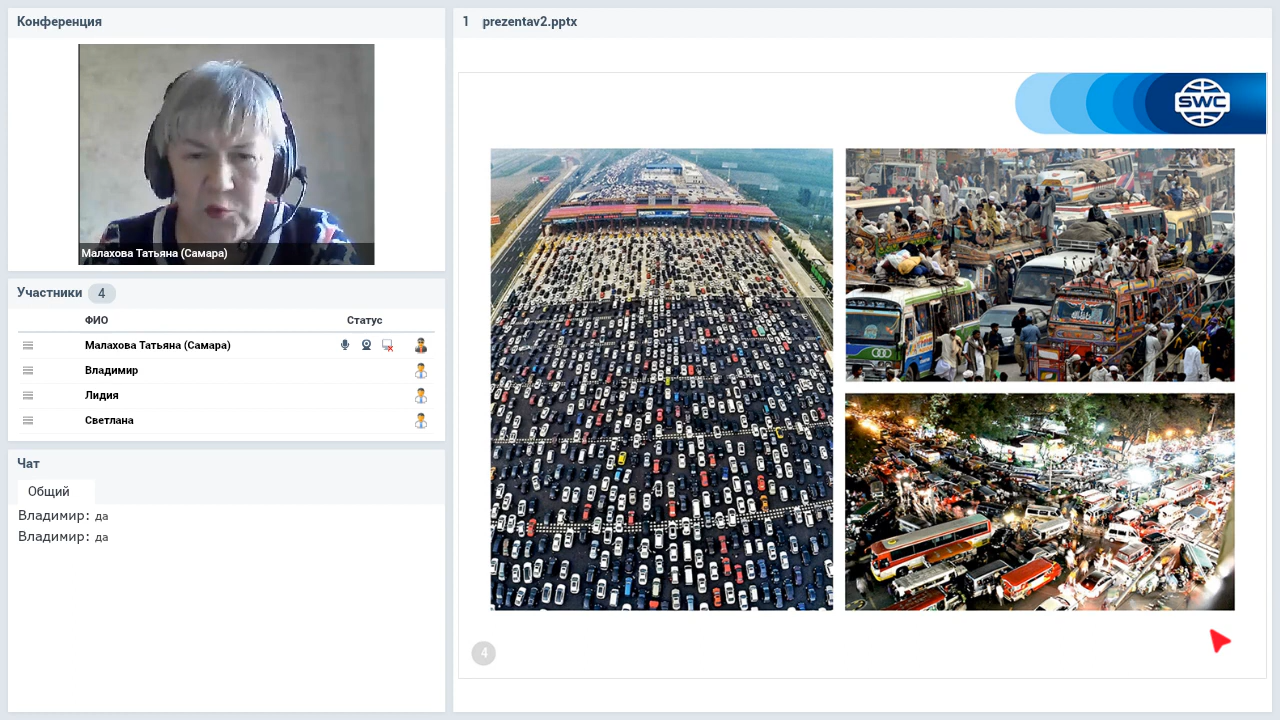 Конференция
Малахова Татьяна (Самара)
Участники 4
ФИО Статус
Малахова Татьяна (Самара)
Владимир
Лидия
Светлана
Чат
Общий
Владимир: да
Владимир: да
1 prezentav2.pptx
SWC
4